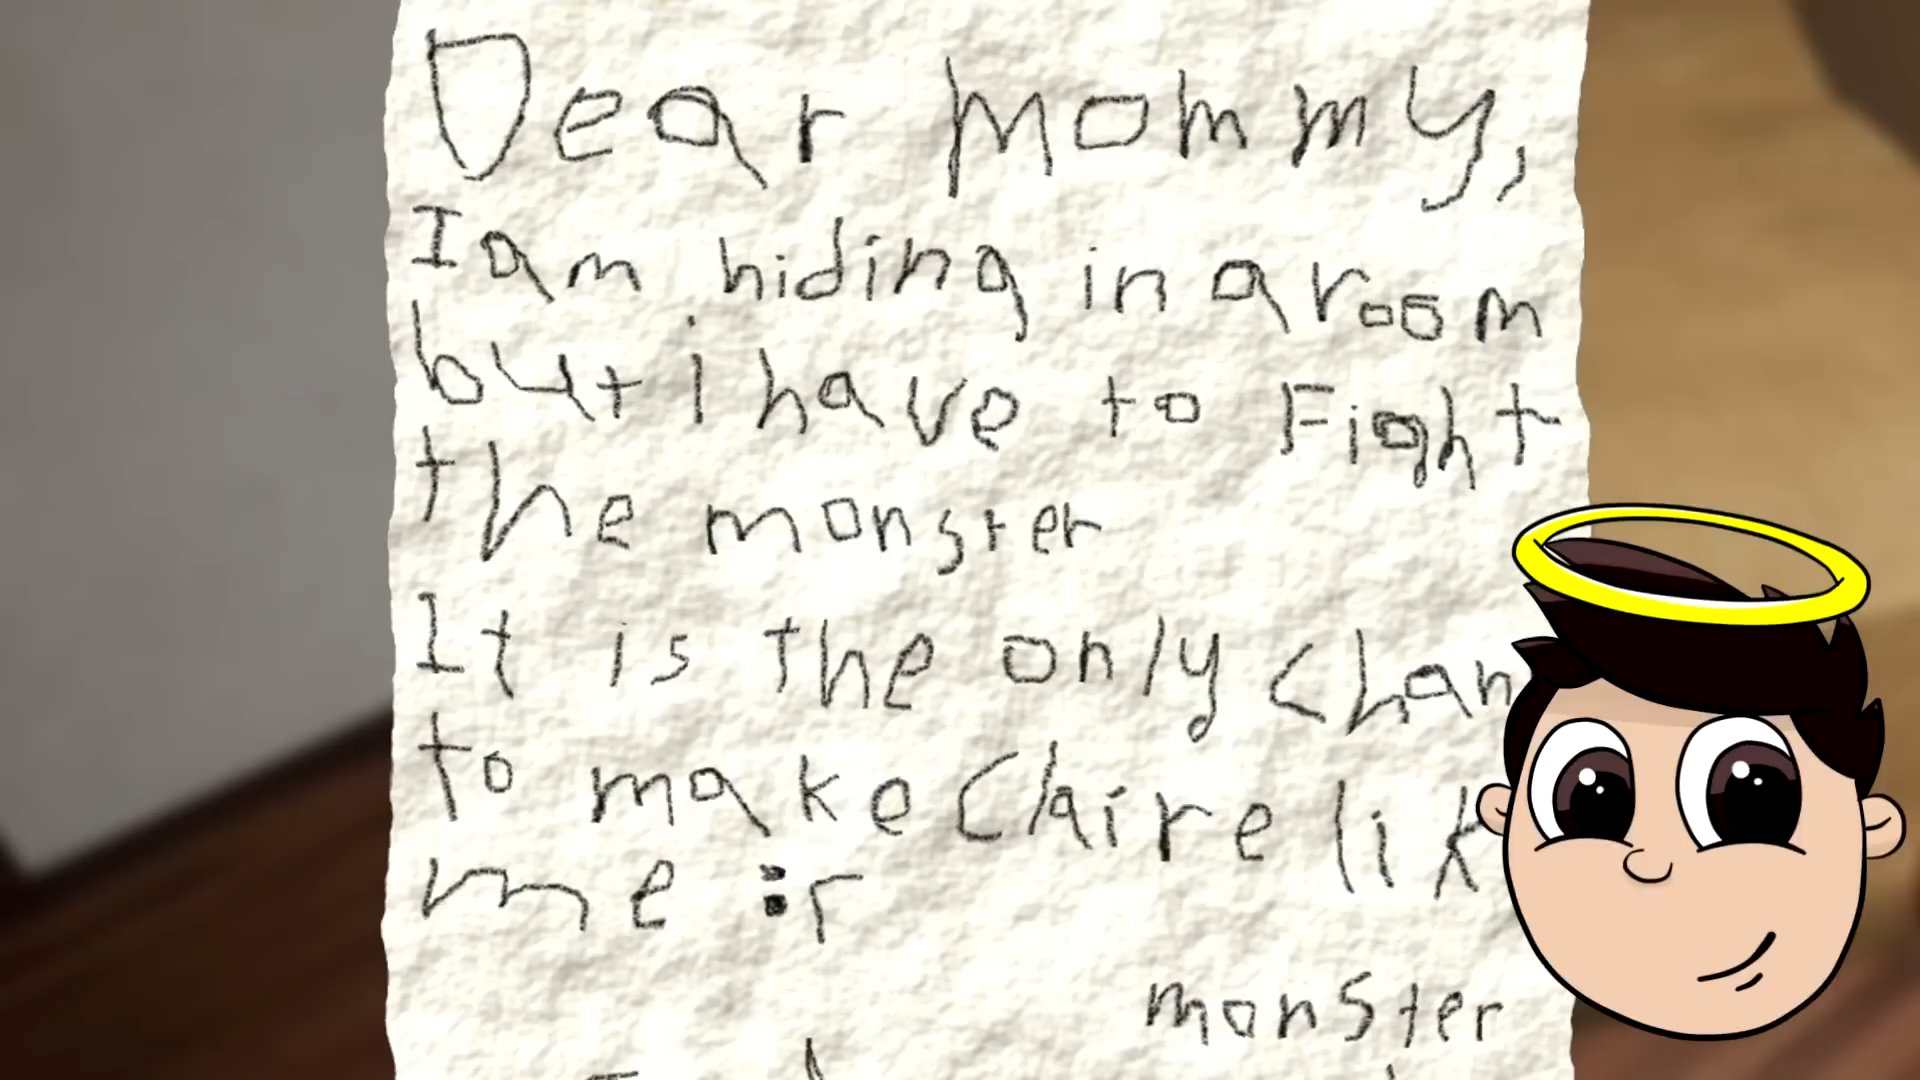 Dear Mommy,
I am hiding in a room
but i have to Fight
the monster
It is the only chan
to make Claire lik
me :r
monster